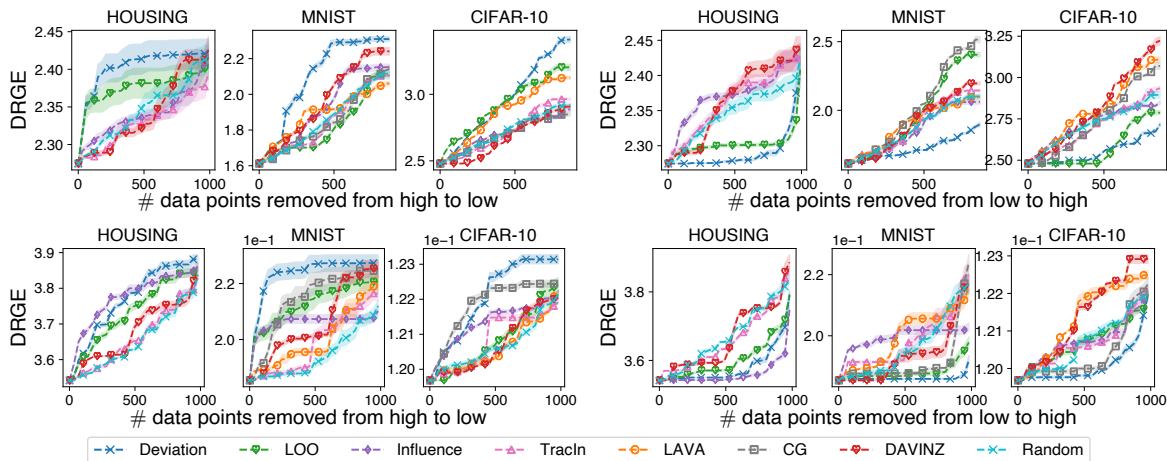 HOUSING MNIST CIFAR-10 HOUSING MNIST CIFAR-10
DRGE
2.45
2.40
2.35
2.30
0 500 1000
2.2
2.0
1.8
1.6
0 500
3.5
3.0
2.5
0 500
# data points removed from high to low
DRGE
2.45
2.40
2.35
2.30
0 500 1000
2.5
2.0
0 500
3.25
3.00
2.75
2.50
0 500
# data points removed from low to high
HOUSING MNIST CIFAR-10 HOUSING MNIST CIFAR-10
DRGE
3.9
3.8
3.7
3.6
0 500 1000
1e−1
2.2
2.0
0 500 1000
1e−1
1.23
1.22
1.21
1.20
0 500 1000
# data points removed from high to low
DRGE
3.8
3.6
0 500 1000
1e−1
2.2
2.0
0 500 1000
1e−1
1.23
1.22
1.21
1.20
0 500 1000
# data points removed from low to high
Deviation LOO Influence TracIn LAVA CG DAVINZ Random